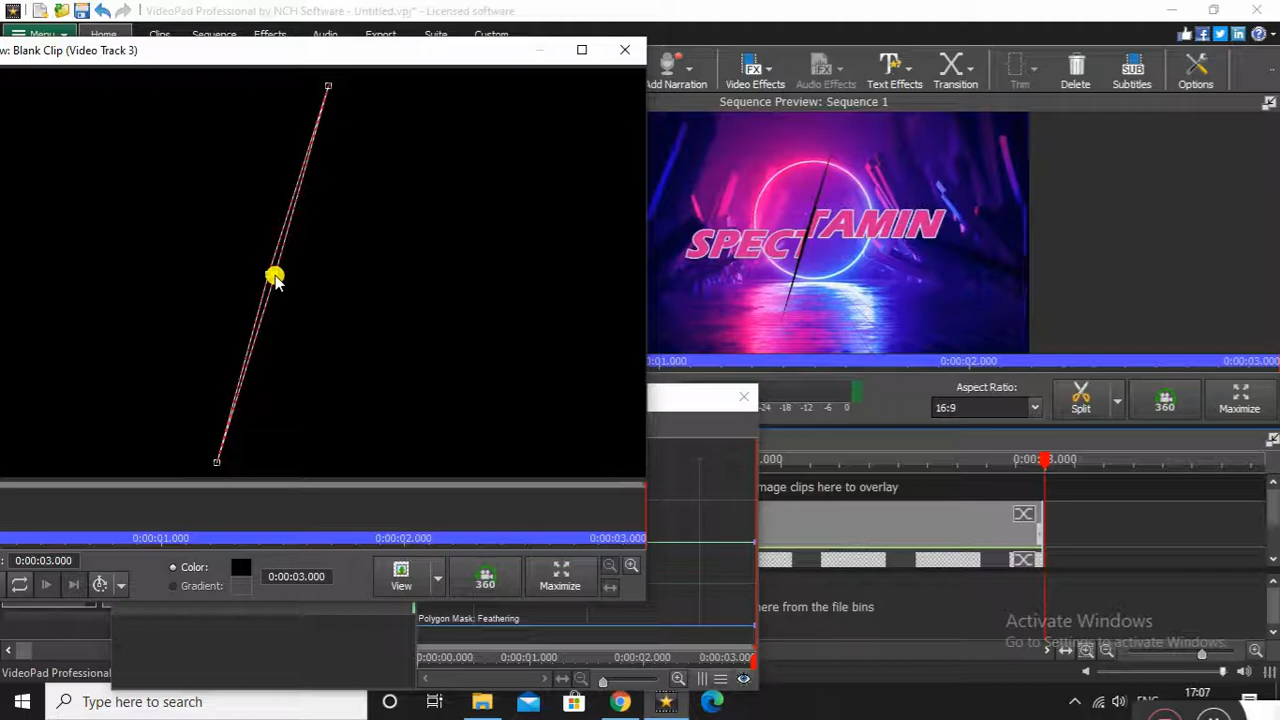 VideoPad Professional by NCH Software - Untitled.vpj* - Licensed software
Menu Home Clips Sequence Effects Audio Export Suite Custom
w: Blank Clip (Video Track 3)
Add Narration Video Effects Audio Effects Text Effects Transition Trim Delete Subtitles Options
Sequence Preview: Sequence 1
SPECTAMIN
0:00:01.000 0:00:02.000 0:00:03.000
-24 -18 -12 -6 0
Aspect Ratio:
16:9
Split
360
Maximize
:00:01.000 0:00:02.000 0:00:03.000
.000 0:00:03.000
mage clips here to overlay
: 0:00:03.000
Color:
Gradient:
0:00:03.000
View
360
Maximize
here from the file bins
Polygon Mask: Feathering
0:00:00.000 0:00:01.000 0:00:02.000 0:00:03.000
Activate Windows
Go to Settings to activate Windows.
VideoPad Professional
Type here to search
ENG
17:07